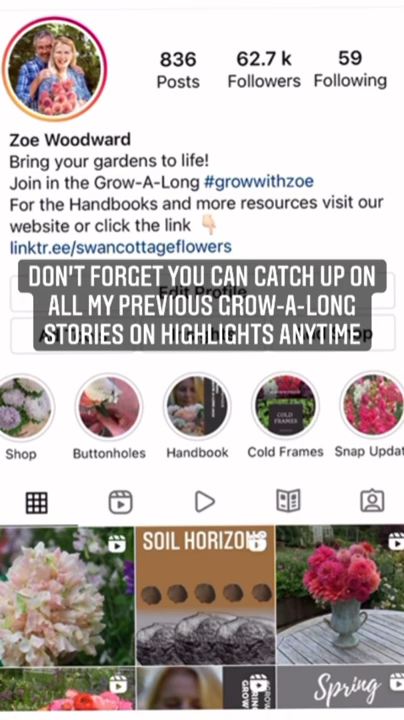 836
62.7 k
59
Posts
Followers
Following
Zoe Woodward
Bring your gardens to life!
Join in the Grow-A-Long #growwithzoe
For the Handbooks and more resources visit our
website or click the link
linktr.ee/swancottageflowers
Edit Profile
DON'T FORGET YOU CAN CATCH UP ON
ALL MY PREVIOUS GROW-A-LONG
STORIES ON HIGHLIGHTS ANYTIME
Shop
Buttonholes
Handbook
Cold Frames
Snap Updat
COLD
FRAMES
SOIL HORIZONS
Spring